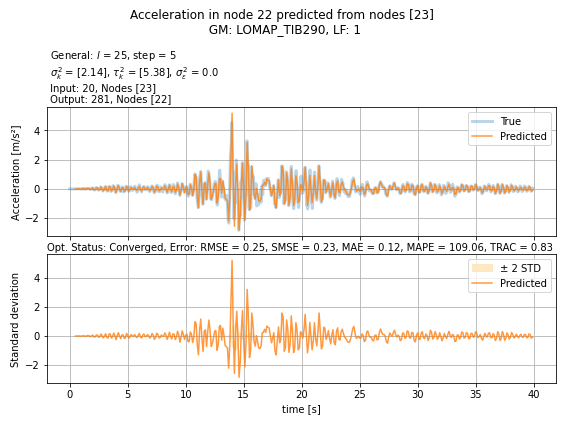 Acceleration in node 22 predicted from nodes [23]
GM: LOMAP_TIB290, LF: 1
General: l = 25, step = 5
σ²ₖ = [2.14], τ²ₖ = [5.38], σ²ε = 0.0
Input: 20, Nodes [23]
Output: 281, Nodes [22]
Acceleration [m/s²]
4
2
0
−2
True
Predicted
Opt. Status: Converged, Error: RMSE = 0.25, SMSE = 0.23, MAE = 0.12, MAPE = 109.06, TRAC = 0.83
Standard deviation
4
2
0
−2
± 2 STD
Predicted
0 5 10 15 20 25 30 35 40
time [s]